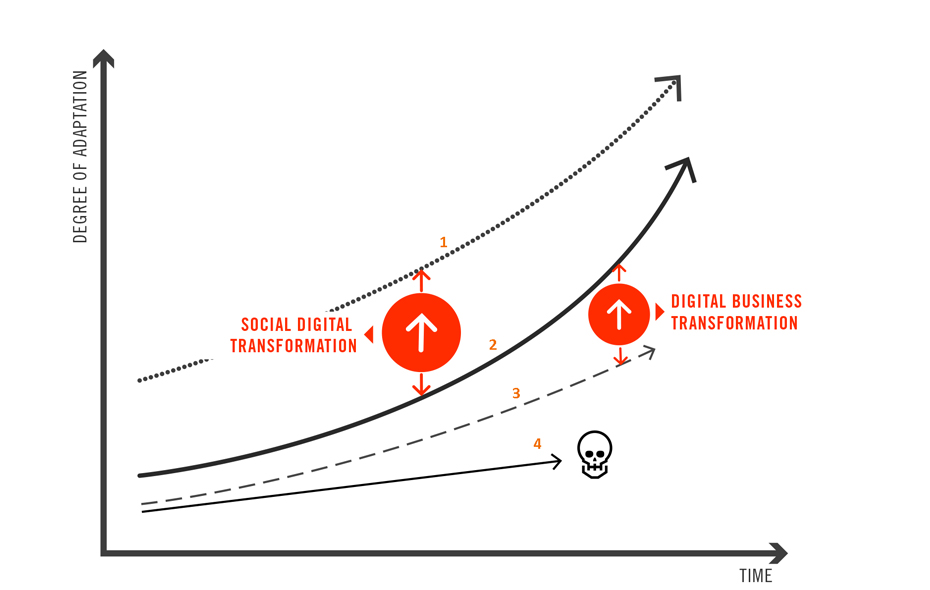 DEGREE OF ADAPTATION
1
SOCIAL DIGITAL
TRANSFORMATION
DIGITAL BUSINESS
TRANSFORMATION
2
3
4
TIME